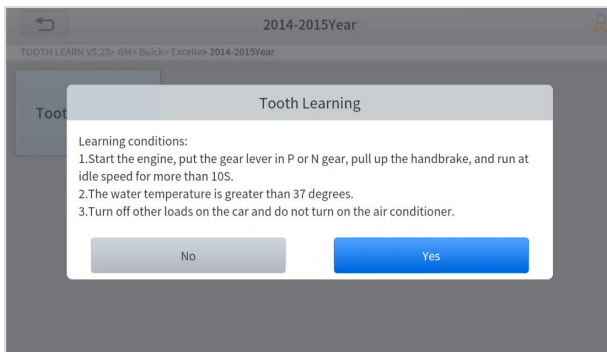 2014-2015Year
TOOTH LEARN V5.25> GM> Buick> Excelle> 2014-2015Year
Toot
Tooth Learning
Learning conditions:
1.Start the engine, put the gear lever in P or N gear, pull up the handbrake, and run at
idle speed for more than 10S.
2.The water temperature is greater than 37 degrees.
3.Turn off other loads on the car and do not turn on the air conditioner.
No
Yes